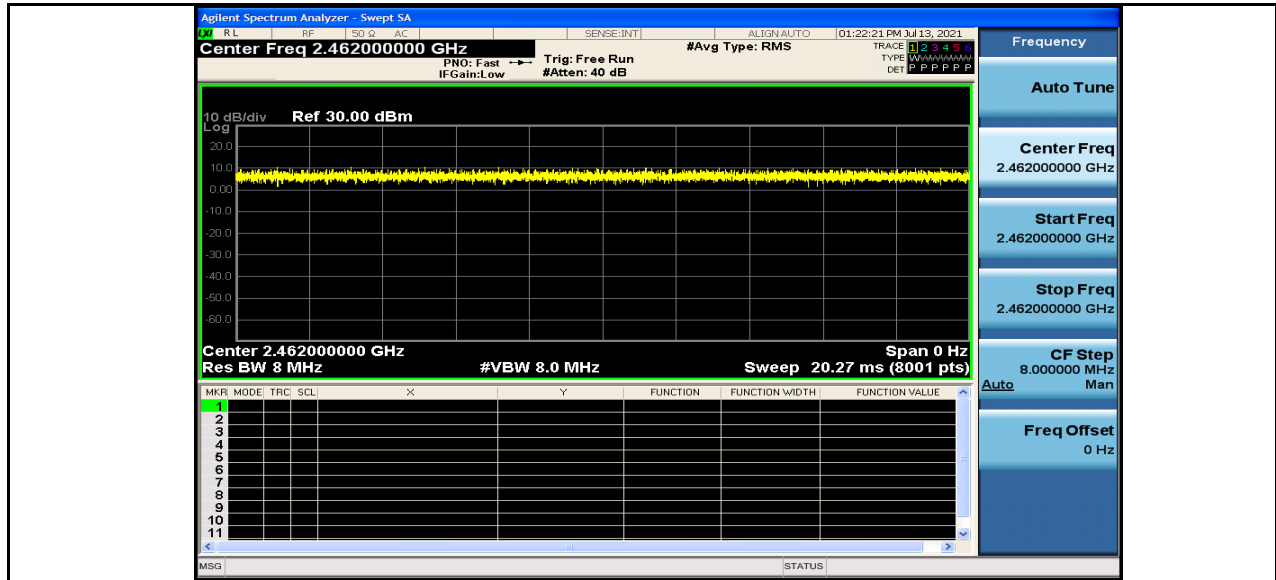 Agilent Spectrum Analyzer - Swept SA
LXI RL RF 50 Ω AC SENSE:INT ALIGN AUTO 01:22:21 PM Jul 13, 2021
Center Freq 2.462000000 GHz
PNO: Fast
IFGain:Low
Trig: Free Run
#Atten: 40 dB
#Avg Type: RMS
TRACE 1 2 3 4 5 6
TYPE
DET P P P P P P
10 dB/div Ref 30.00 dBm
Log
20.0
10.0
0.00
-10.0
-20.0
-30.0
-40.0
-50.0
-60.0
Center 2.462000000 GHz Span 0 Hz
Res BW 8 MHz #VBW 8.0 MHz Sweep 20.27 ms (8001 pts)
MKR MODE TRC SCL X Y FUNCTION FUNCTION WIDTH FUNCTION VALUE
1
2
3
4
5
6
7
8
9
10
11
MSG STATUS
Frequency
Auto Tune
Center Freq
2.462000000 GHz
Start Freq
2.462000000 GHz
Stop Freq
2.462000000 GHz
CF Step
8.000000 MHz
Auto Man
Freq Offset
0 Hz